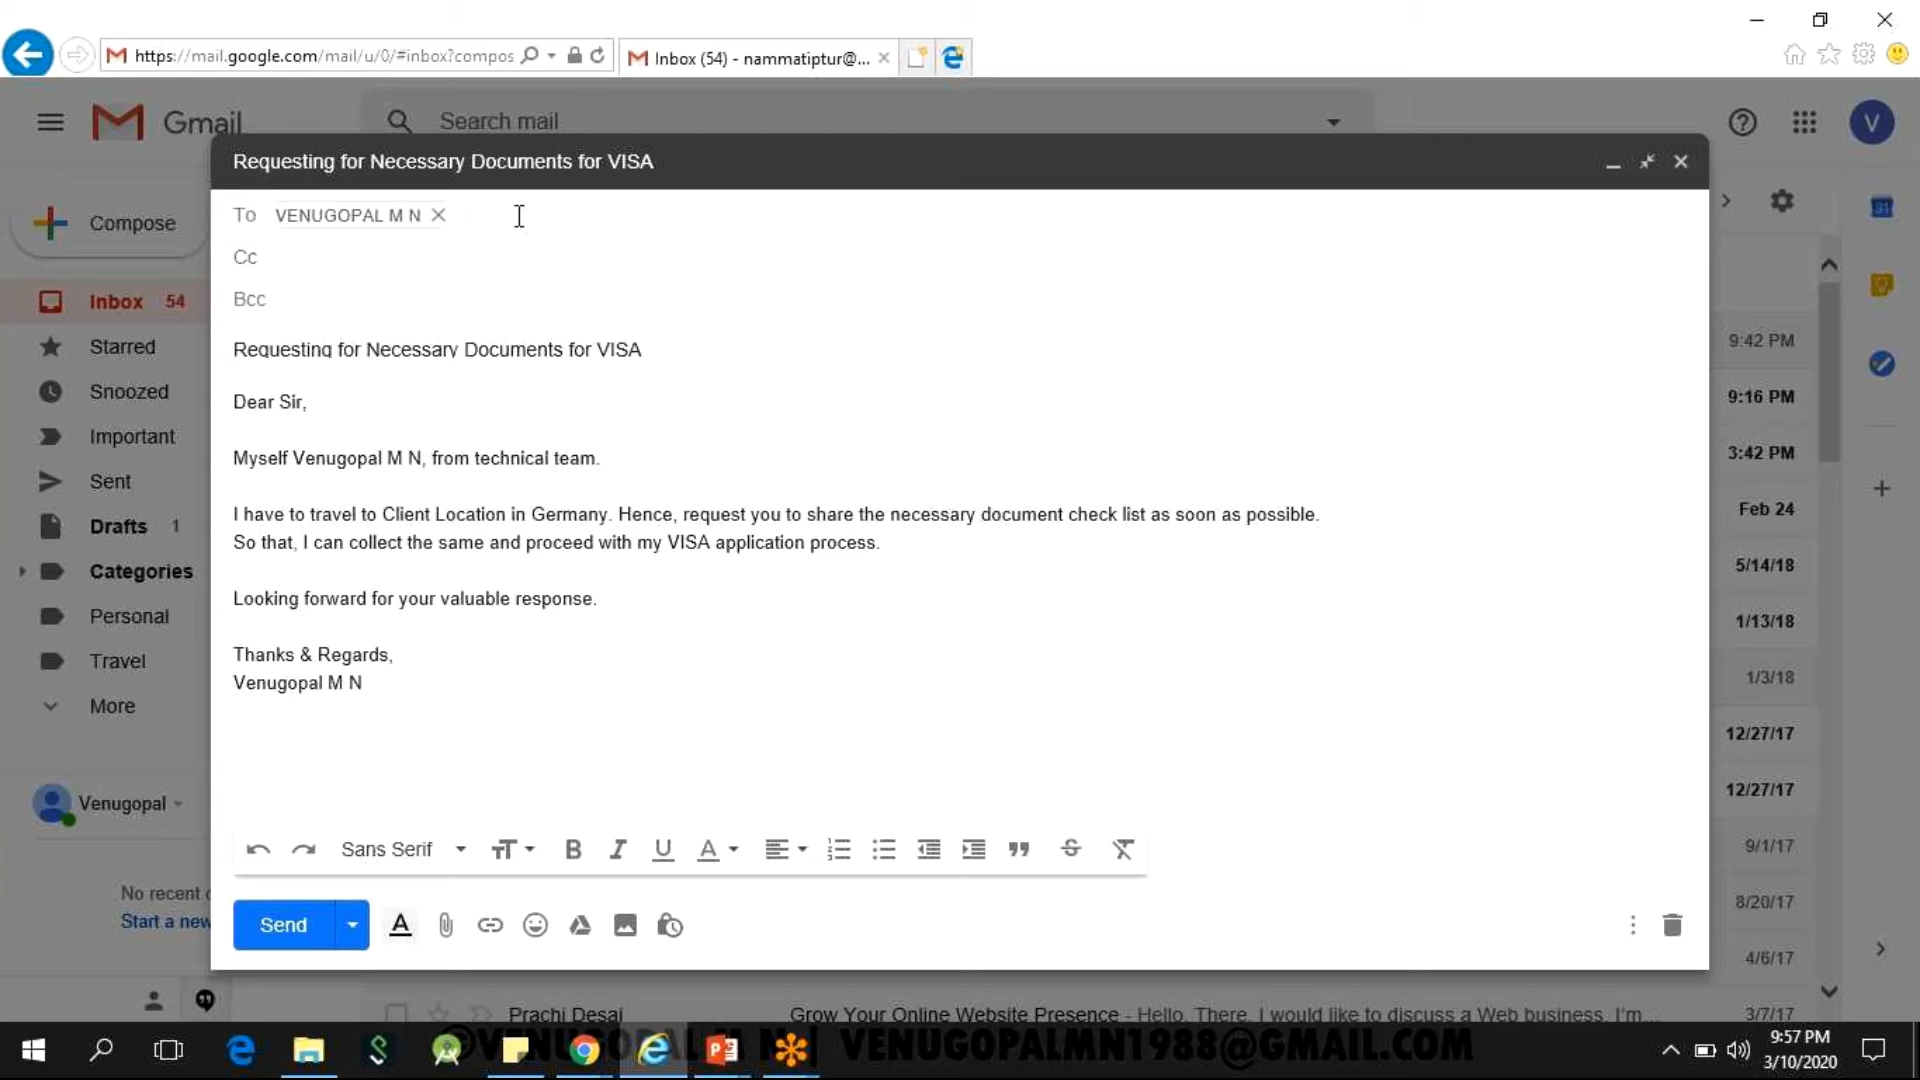 https://mail.google.com/mail/u/0/#inbox?compos
Inbox (54) - nammatiptur@...
Gmail
Search mail
V
Requesting for Necessary Documents for VISA
Compose
Inbox 54
Starred
Snoozed
Important
Sent
Drafts 1
Categories
Personal
Travel
More
Venugopal
No recent
Start a new
To VENUGOPAL M N
Cc
Bcc
Requesting for Necessary Documents for VISA
Dear Sir,
Myself Venugopal M N, from technical team.
I have to travel to Client Location in Germany. Hence, request you to share the necessary document check list as soon as possible.
So that, I can collect the same and proceed with my VISA application process.
Looking forward for your valuable response.
Thanks & Regards,
Venugopal M N
Sans Serif
Send
31
9:42 PM
9:16 PM
3:42 PM
Feb 24
5/14/18
1/13/18
1/3/18
12/27/17
12/27/17
9/1/17
8/20/17
4/6/17
Prachi Desai Grow Your Online Website Presence - Hello, There, I would like to discuss a Web business, I'm... 3/7/17
©VENUGOPAL M N | VENUGOPALMN1988@GMAIL.COM
9:57 PM
3/10/2020